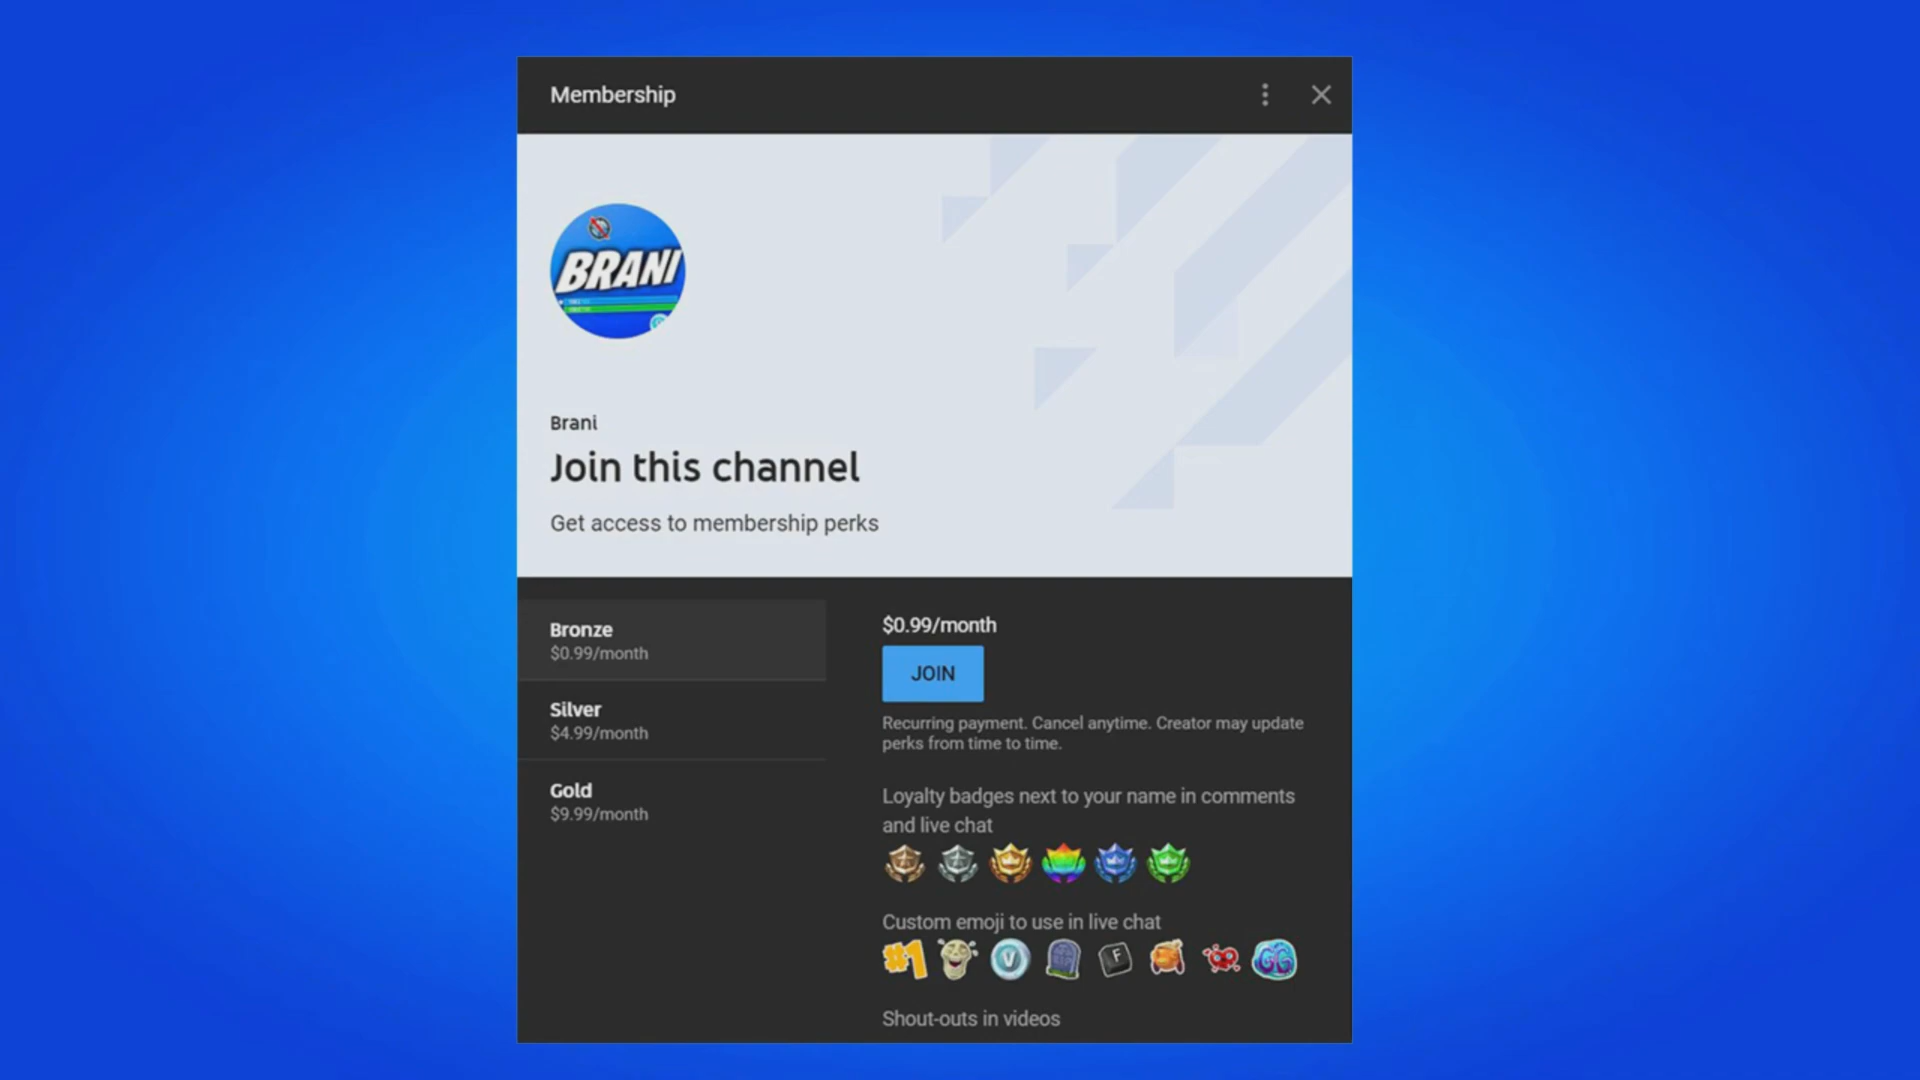 Membership
BRANI
Brani
Join this channel
Get access to membership perks
Bronze
$0.99/month
Silver
$4.99/month
Gold
$9.99/month
$0.99/month
JOIN
Recurring payment. Cancel anytime. Creator may update
perks from time to time.
Loyalty badges next to your name in comments
and live chat
Custom emoji to use in live chat
#1
V
RIP
F
GG
Shout-outs in videos